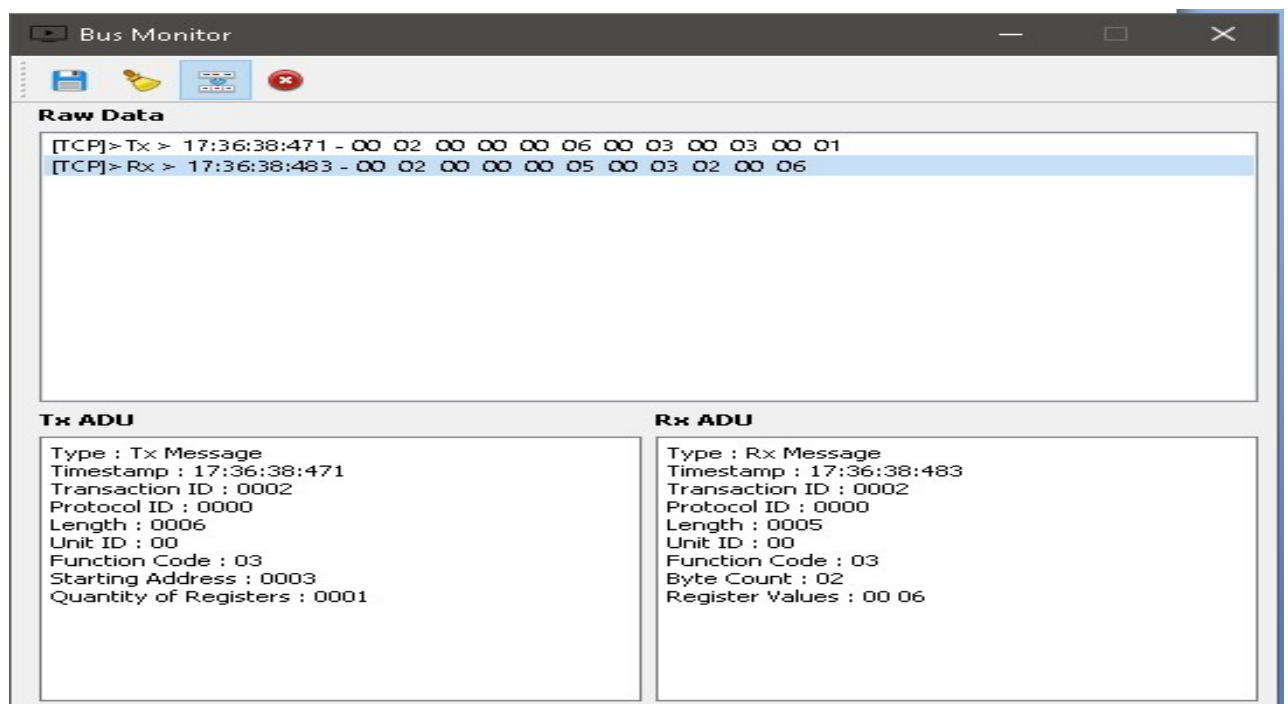 Bus Monitor
Raw Data
[TCP]>Tx > 17:36:38:471 - 00 02 00 00 00 06 00 03 00 03 00 01
[TCP]>Rx > 17:36:38:483 - 00 02 00 00 00 05 00 03 02 00 06
Tx ADU
Type : Tx Message
Timestamp : 17:36:38:471
Transaction ID : 0002
Protocol ID : 0000
Length : 0006
Unit ID : 00
Function Code : 03
Starting Address : 0003
Quantity of Registers : 0001
Rx ADU
Type : Rx Message
Timestamp : 17:36:38:483
Transaction ID : 0002
Protocol ID : 0000
Length : 0005
Unit ID : 00
Function Code : 03
Byte Count : 02
Register Values : 00 06